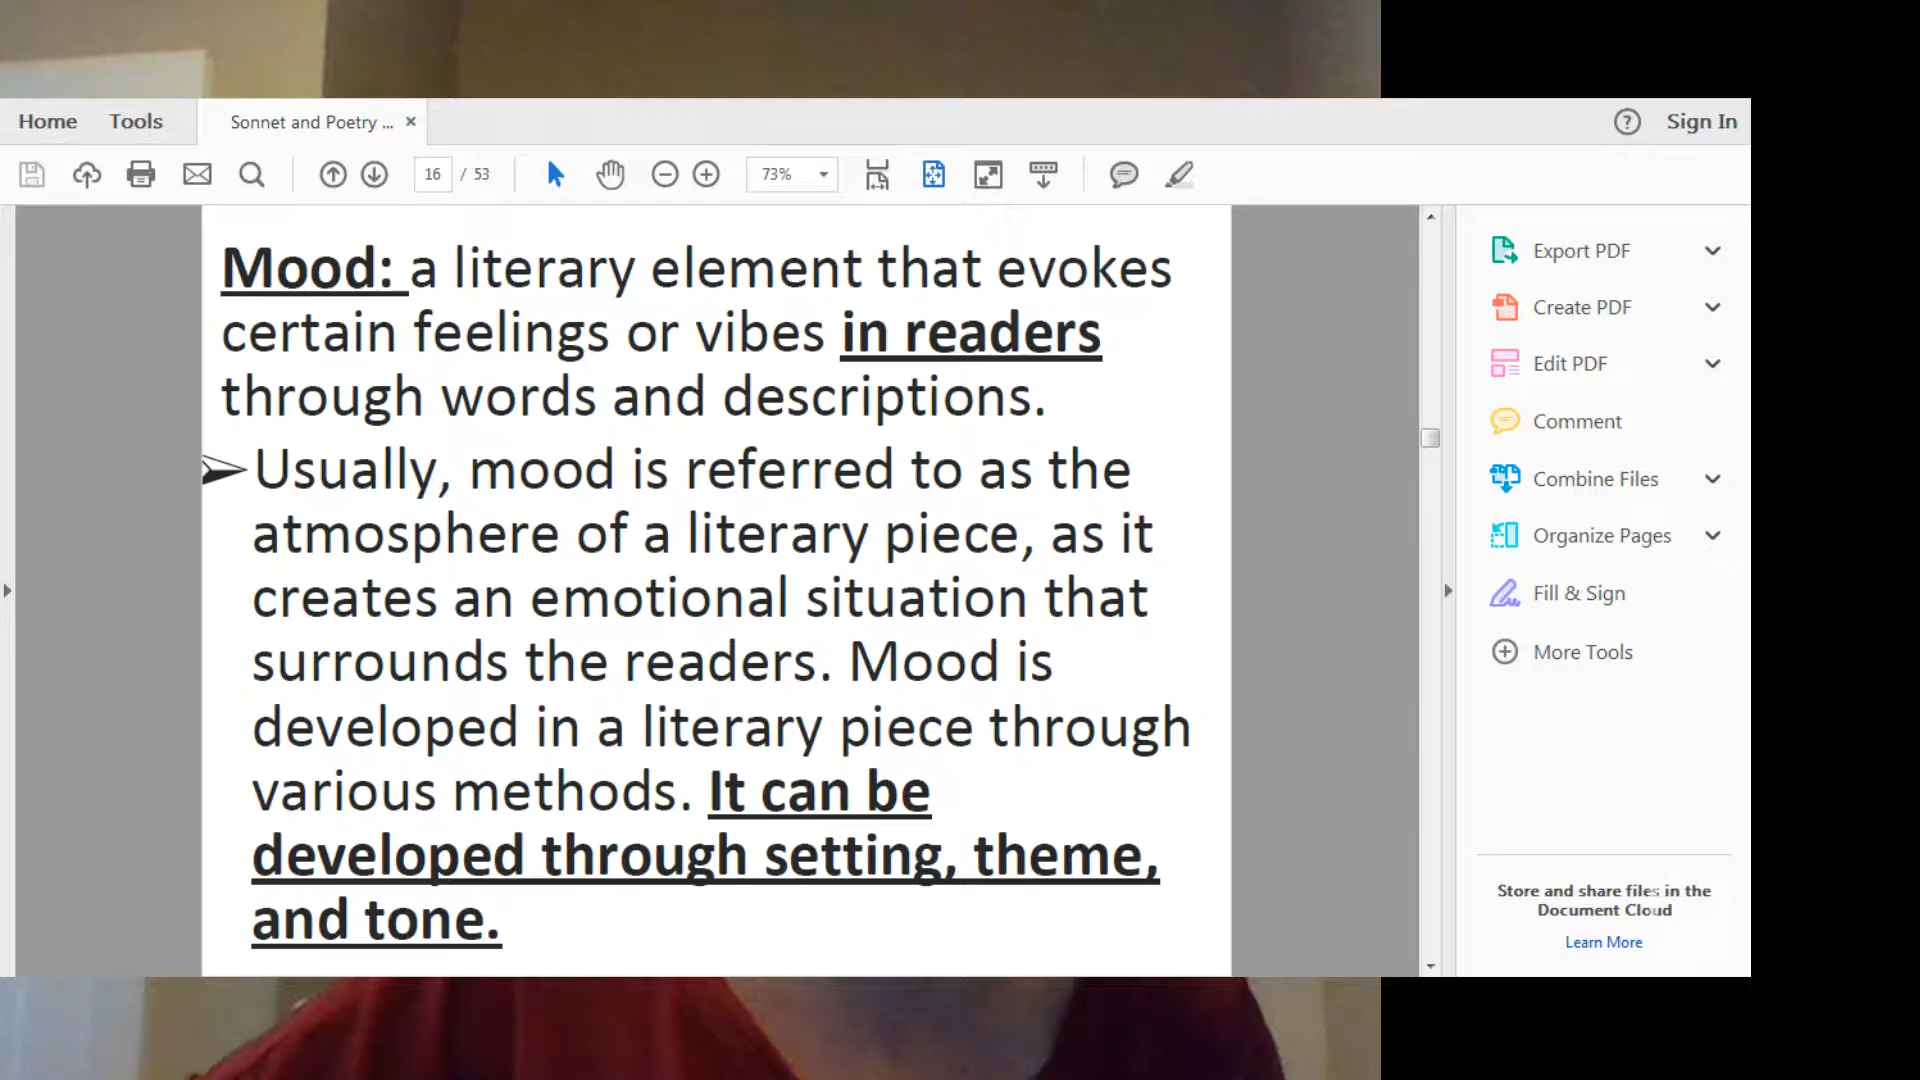 Home Tools Sonnet and Poetry ... × Sign In
16 / 53 73%
Mood: a literary element that evokes
certain feelings or vibes in readers
through words and descriptions.
Usually, mood is referred to as the
atmosphere of a literary piece, as it
creates an emotional situation that
surrounds the readers. Mood is
developed in a literary piece through
various methods. It can be
developed through setting, theme,
and tone.
Export PDF
Create PDF
Edit PDF
Comment
Combine Files
Organize Pages
Fill & Sign
More Tools
Store and share files in the
Document Cloud
Learn More